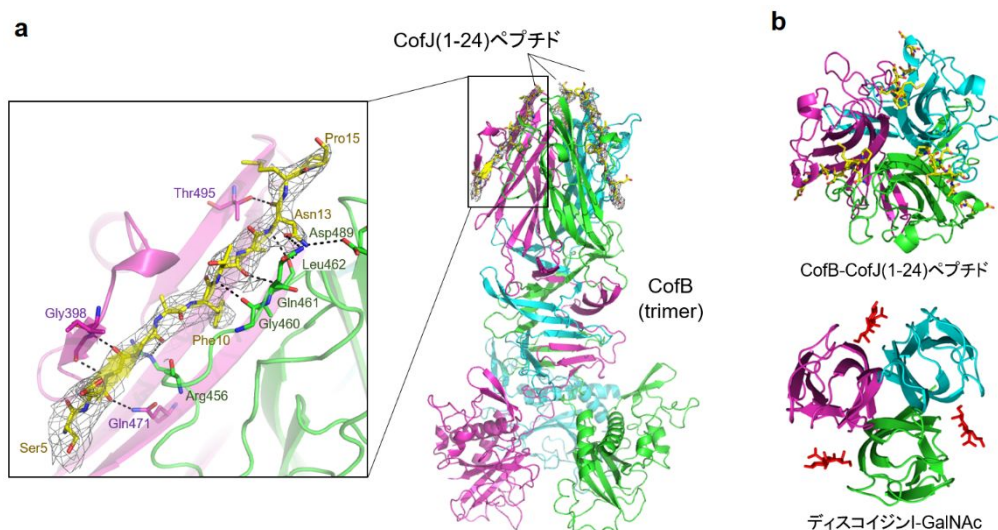 a
CofJ(1-24)ペプチド
Pro15
Thr495
Asn13
Asp489
Leu462
Gln461
Gly460
Gly398
Phe10
Arg456
Gln471
Ser5
CofB
(trimer)
b
CofB-CofJ(1-24)ペプチド
ディスコイジンI-GalNAc